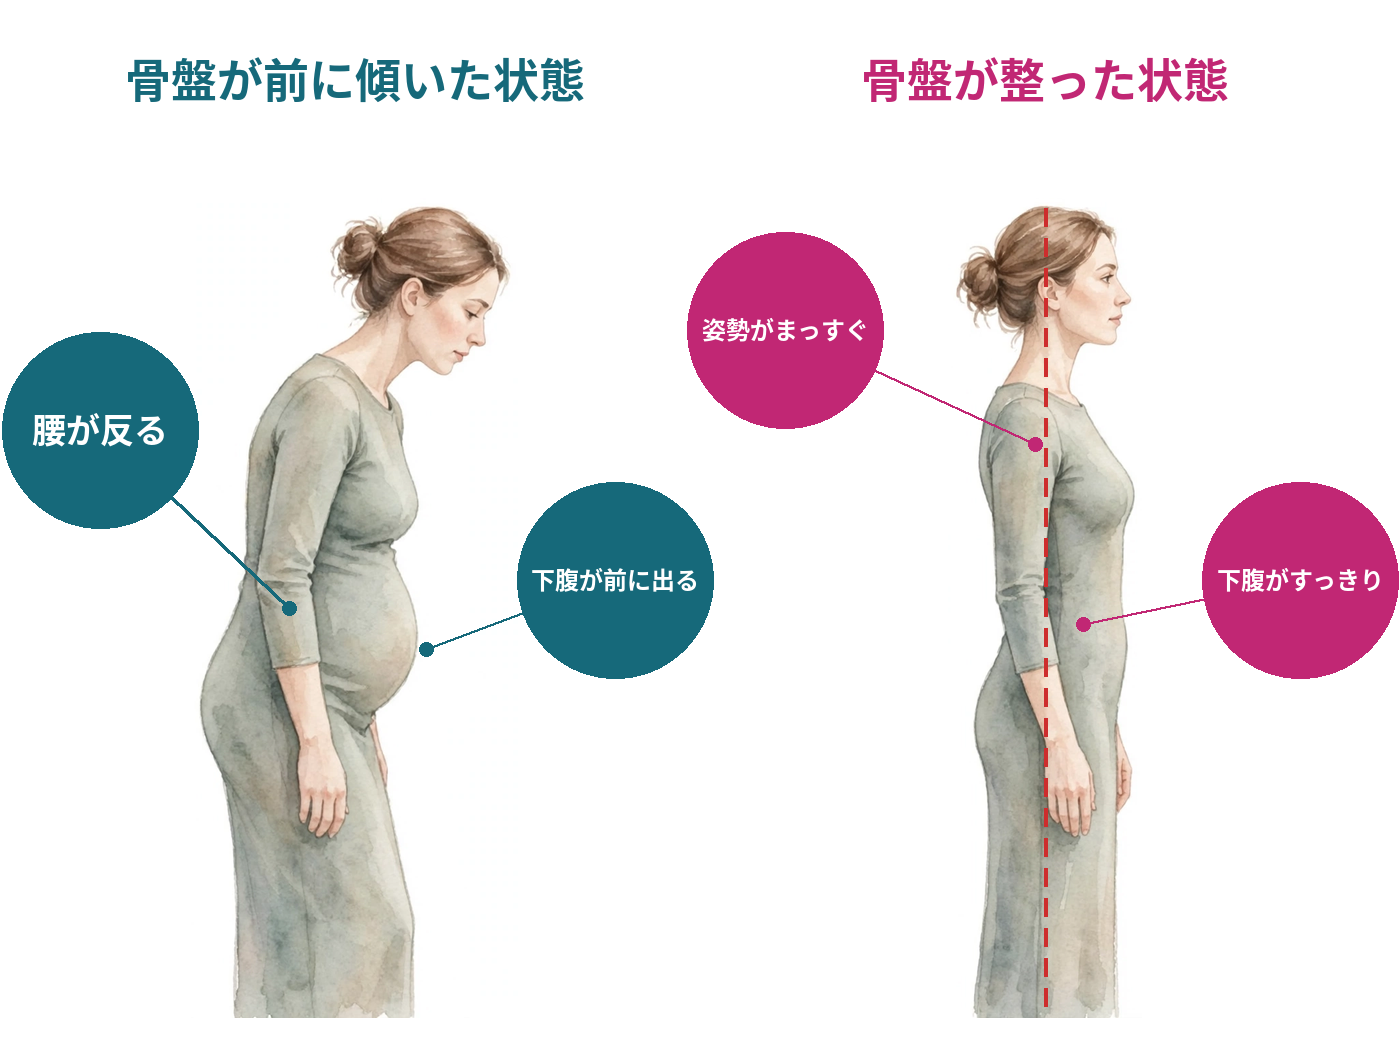 骨盤が前に傾いた状態
骨盤が整った状態
姿勢がまっすぐ
腰が反る
下腹が前に出る
下腹がすっきり